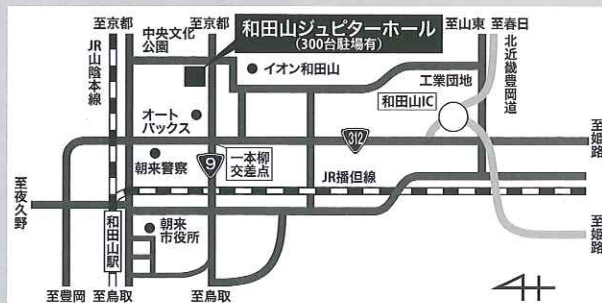 至京都
至京都
至山東
至春日
中央文化
公園
和田山ジュピターホール
(300台駐車場有)
JR山陰本線
北近畿豊岡道
イオン和田山
工業団地
和田山IC
オート
バックス
312
至姫路
9
一本柳
交差点
朝来警察
JR播但線
至夜久野
和田山駅
朝来
市役所
至姫路
至豊岡
至鳥取
至鳥取